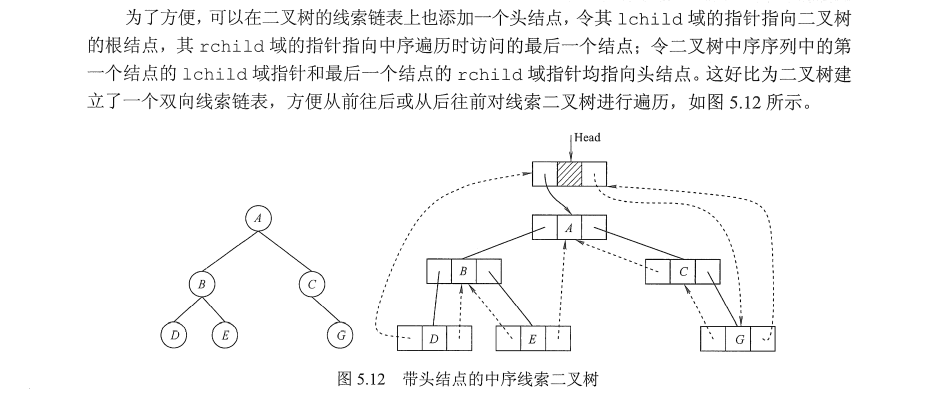 为了方便，可以在二叉树的线索链表上也添加一个头结点，令其 lchild 域的指针指向二叉树
的根结点，其 rchild 域的指针指向中序遍历时访问的最后一个结点；令二叉树中序序列中的第
一个结点的 lchild 域指针和最后一个结点的 rchild 域指针均指向头结点。这好比为二叉树建
立了一个双向线索链表，方便从前往后或从后往前对线索二叉树进行遍历，如图 5.12 所示。
Head
A
B
C
D
E
G
A
B
C
D
E
G
图 5.12 带头结点的中序线索二叉树